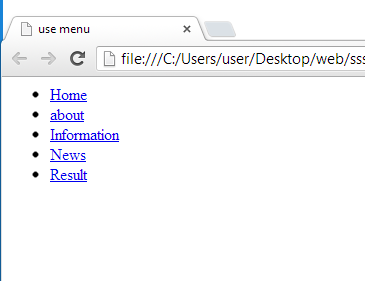 use menu
file:///C:/Users/user/Desktop/web/sss
Home
about
Information
News
Result